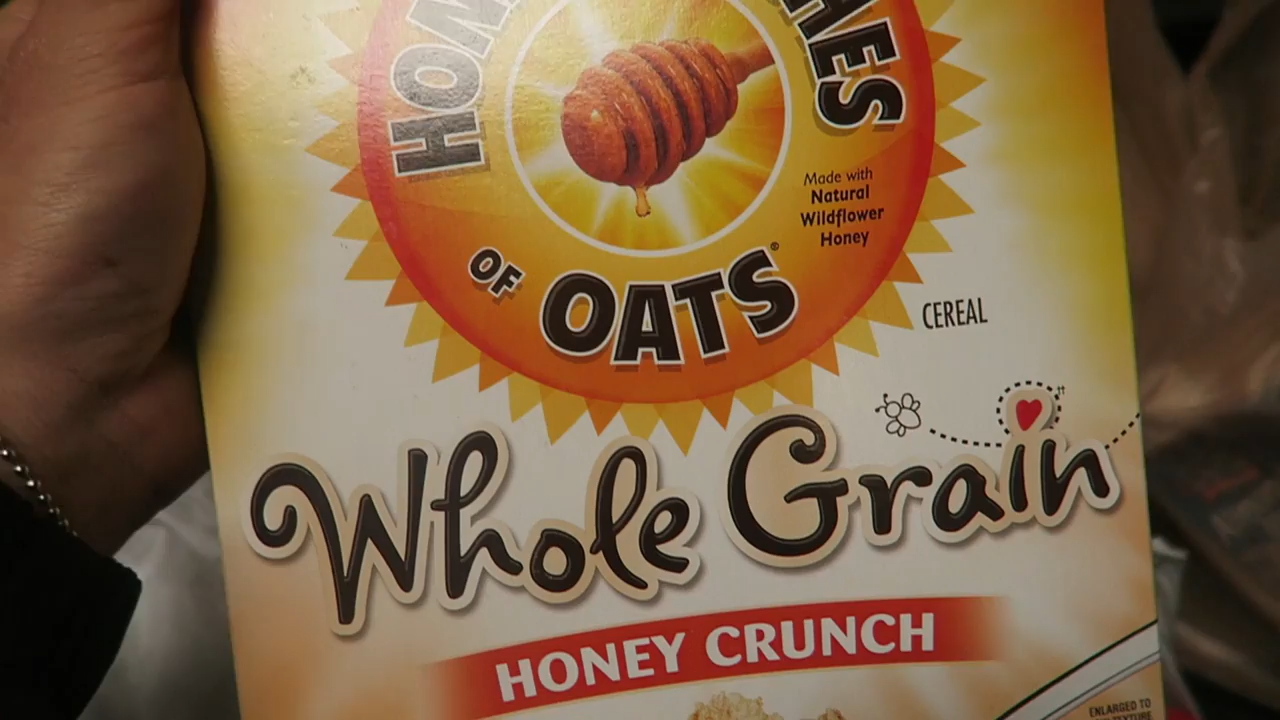 HON
HES
OF OATS®
Made with
Natural
Wildflower
Honey
CEREAL
Whole Grain
HONEY CRUNCH
ENLARGED TO